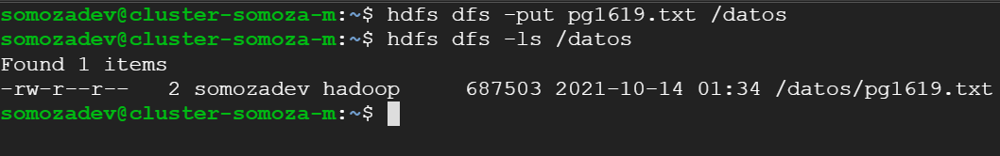 somozadev@cluster-somoza-m:~$ hdfs dfs -put pg1619.txt /datos
somozadev@cluster-somoza-m:~$ hdfs dfs -ls /datos
Found 1 items
-rw-r--r--   2 somozadev hadoop     687503 2021-10-14 01:34 /datos/pg1619.txt
somozadev@cluster-somoza-m:~$